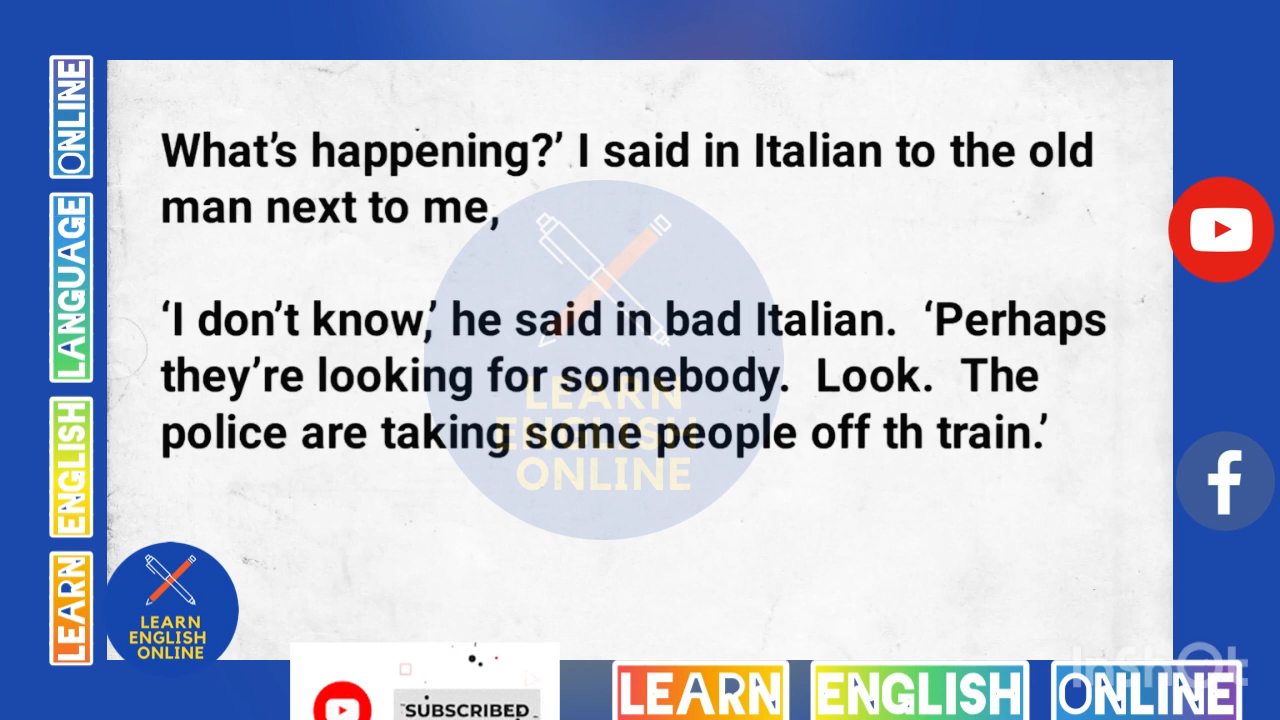 What’s happening?’ I said in Italian to the old
man next to me,
‘I don’t know,’ he said in bad Italian.  ‘Perhaps
they’re looking for somebody.  Look.  The
police are taking some people off th train.’
LEARN
ENGLISH
ONLINE
LEARN ENGLISH LANGUAGE ONLINE
LEARN
ENGLISH
ONLINE
SUBSCRIBED
LEARN ENGLISH ONLINE
InShOt